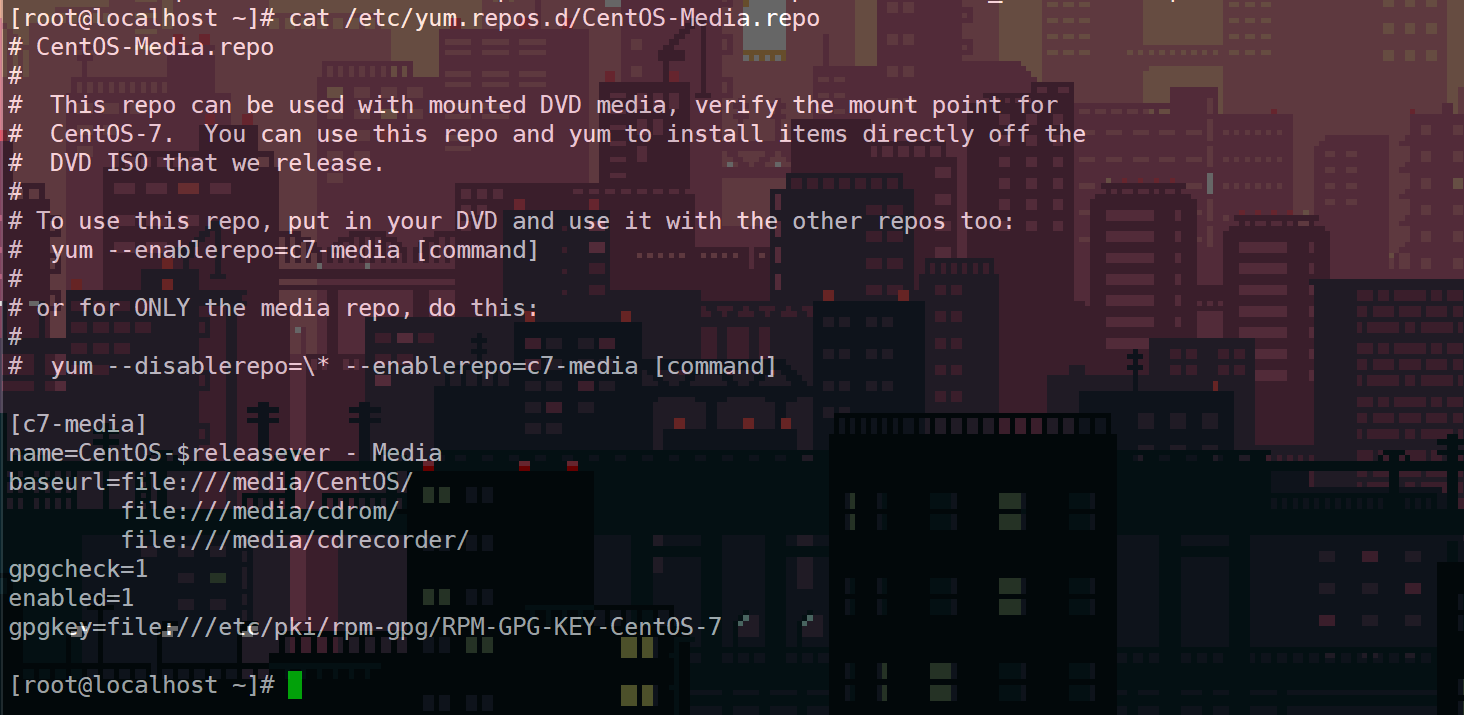 [root@localhost ~]# cat /etc/yum.repos.d/CentOS-Media.repo
# CentOS-Media.repo
#
#  This repo can be used with mounted DVD media, verify the mount point for
#  CentOS-7.  You can use this repo and yum to install items directly off the
#  DVD ISO that we release.
#
# To use this repo, put in your DVD and use it with the other repos too:
#  yum --enablerepo=c7-media [command]
#
# or for ONLY the media repo, do this:
#
#  yum --disablerepo=\* --enablerepo=c7-media [command]

[c7-media]
name=CentOS-$releasever - Media
baseurl=file:///media/CentOS/
        file:///media/cdrom/
        file:///media/cdrecorder/
gpgcheck=1
enabled=1
gpgkey=file:///etc/pki/rpm-gpg/RPM-GPG-KEY-CentOS-7

[root@localhost ~]#